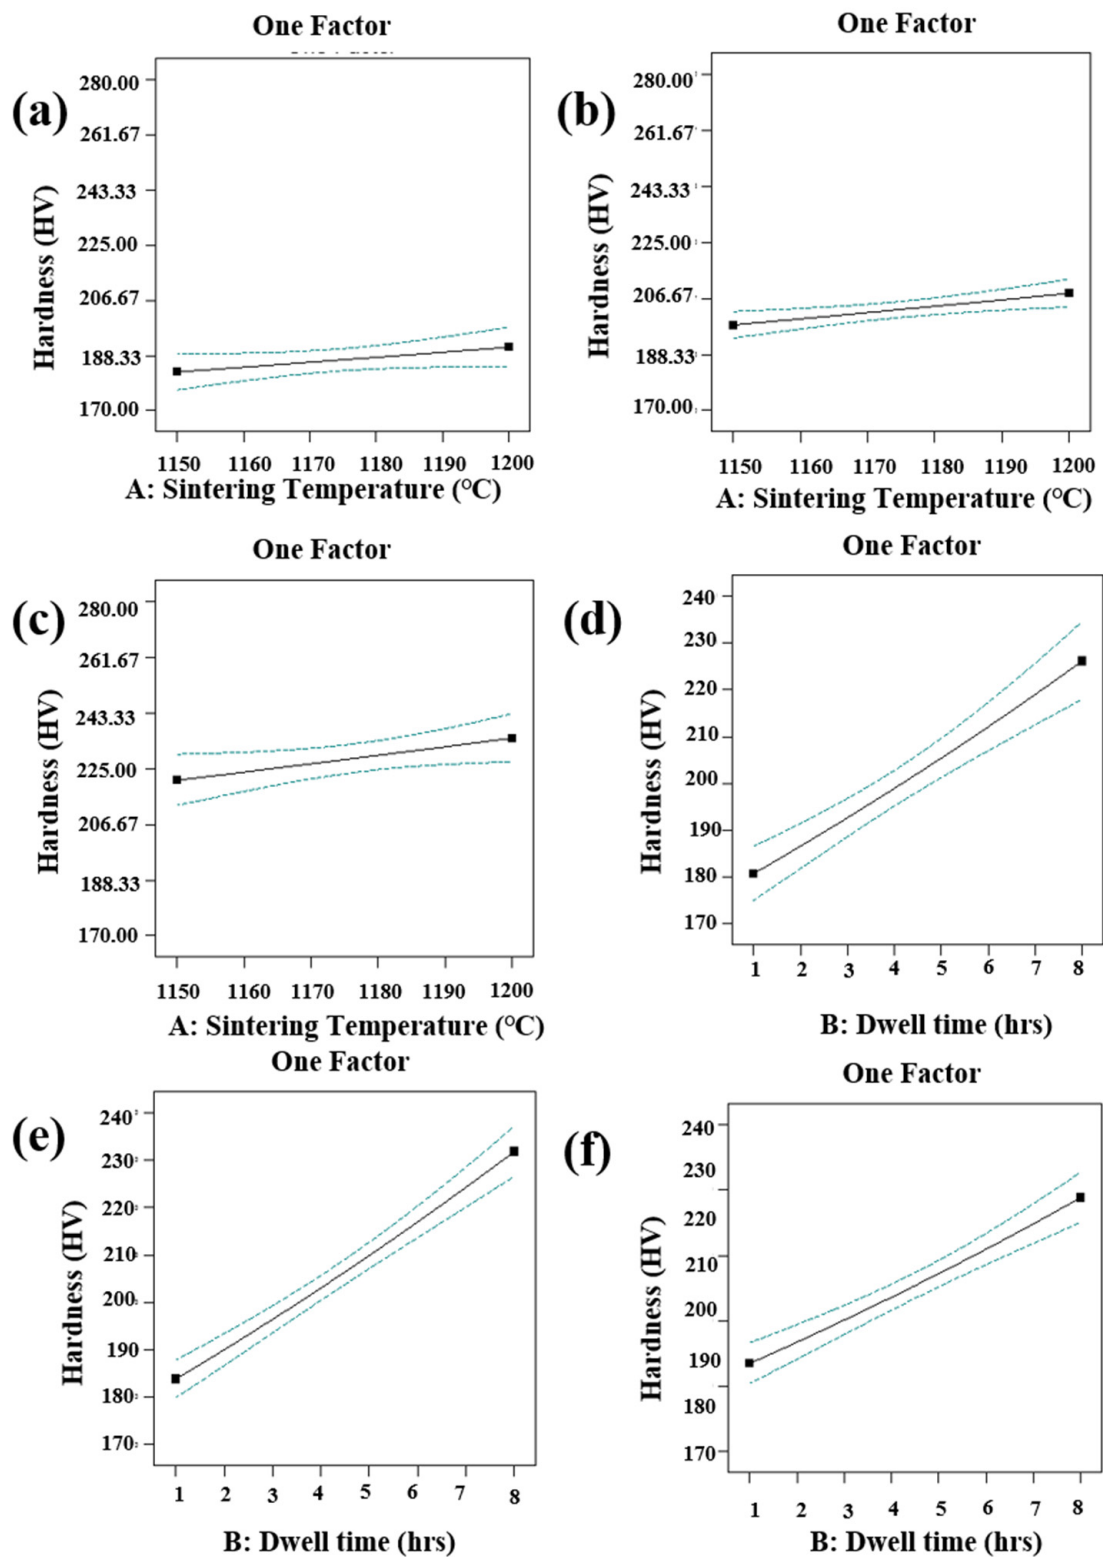 One Factor
(a)
280.00
261.67
243.33
225.00
206.67
188.33
170.00
Hardness (HV)
1150 1160 1170 1180 1190 1200
A: Sintering Temperature (°C)
One Factor
(b)
280.00
261.67
243.33
225.00
206.67
188.33
170.00
Hardness (HV)
1150 1160 1170 1180 1190 1200
A: Sintering Temperature (°C)
One Factor
(c)
280.00
261.67
243.33
225.00
206.67
188.33
170.00
Hardness (HV)
1150 1160 1170 1180 1190 1200
A: Sintering Temperature (°C)
One Factor
(d)
240
230
220
210
200
190
180
170
Hardness (HV)
1 2 3 4 5 6 7 8
B: Dwell time (hrs)
One Factor
(e)
240
230
220
210
200
190
180
170
Hardness (HV)
1 2 3 4 5 6 7 8
B: Dwell time (hrs)
One Factor
(f)
240
230
220
210
200
190
180
170
Hardness (HV)
1 2 3 4 5 6 7 8
B: Dwell time (hrs)